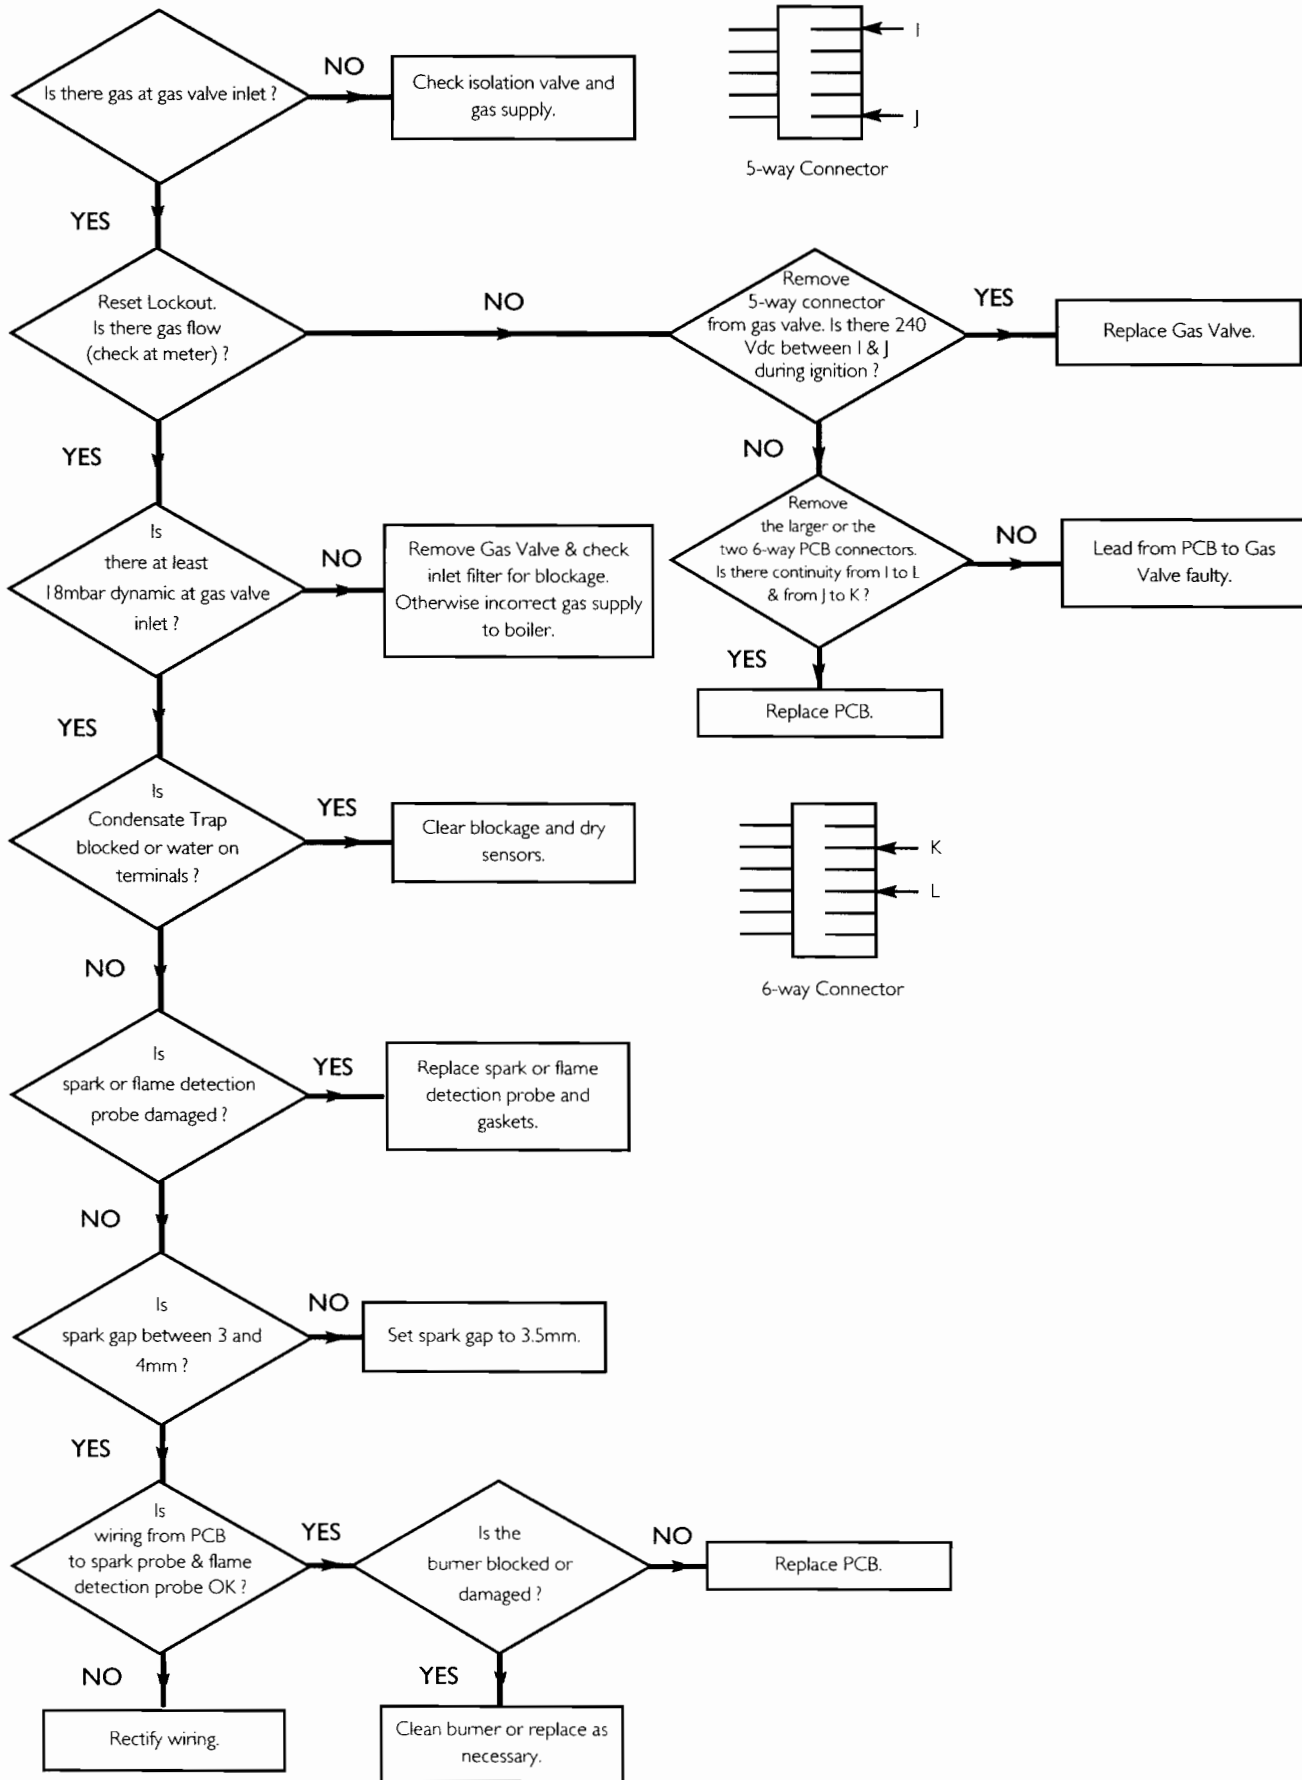 Is there gas at gas valve inlet ?
NO
Check isolation valve and
gas supply.
I
J
5-way Connector
YES
Reset Lockout.
Is there gas flow
(check at meter) ?
NO
Remove
5-way connector
from gas valve. Is there 240
Vdc between I & J
during ignition ?
YES
Replace Gas Valve.
YES
NO
Is
there at least
18mbar dynamic at gas valve
inlet ?
NO
Remove Gas Valve & check
inlet filter for blockage.
Otherwise incorrect gas supply
to boiler.
Remove
the larger or the
two 6-way PCB connectors.
Is there continuity from I to L
& from J to K ?
NO
Lead from PCB to Gas
Valve faulty.
YES
Replace PCB.
YES
Is
Condensate Trap
blocked or water on
terminals ?
YES
Clear blockage and dry
sensors.
K
L
6-way Connector
NO
Is
spark or flame detection
probe damaged ?
YES
Replace spark or flame
detection probe and
gaskets.
NO
Is
spark gap between 3 and
4mm ?
NO
Set spark gap to 3.5mm.
YES
Is
wiring from PCB
to spark probe & flame
detection probe OK ?
YES
Is the
burner blocked or
damaged ?
NO
Replace PCB.
NO
Rectify wiring.
YES
Clean burner or replace as
necessary.